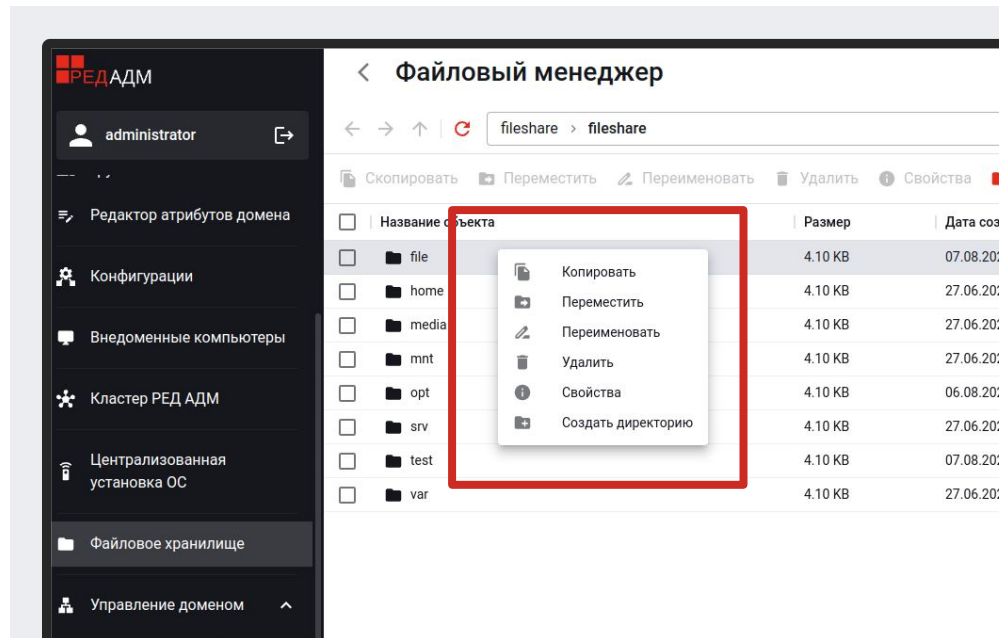 РЕДАДМ
Файловый менеджер
administrator
fileshare > fileshare
Скопировать Переместить Переименовать Удалить Свойства
Редактор атрибутов домена
Конфигурации
Внедоменные компьютеры
Кластер РЕД АДМ
Централизованная
установка ОС
Файловое хранилище
Управление доменом
Название объекта Размер Дата соз
file 4.10 KB 07.08.202
home 4.10 KB 27.06.202
media 4.10 KB 27.06.202
mnt 4.10 KB 27.06.202
opt 4.10 KB 06.08.202
srv 4.10 KB 27.06.202
test 4.10 KB 07.08.202
var 4.10 KB 27.06.202
Копировать
Переместить
Переименовать
Удалить
Свойства
Создать директорию